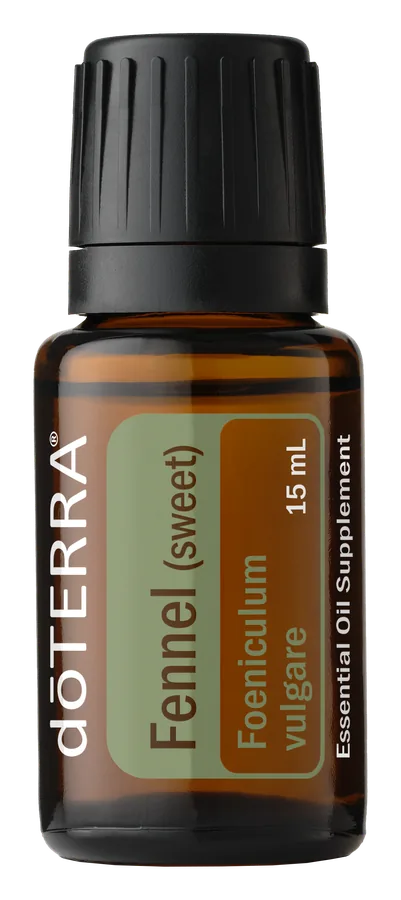 dōTERRA®
Fennel (sweet)
Foeniculum
vulgare
15 mL
Essential Oil Supplement